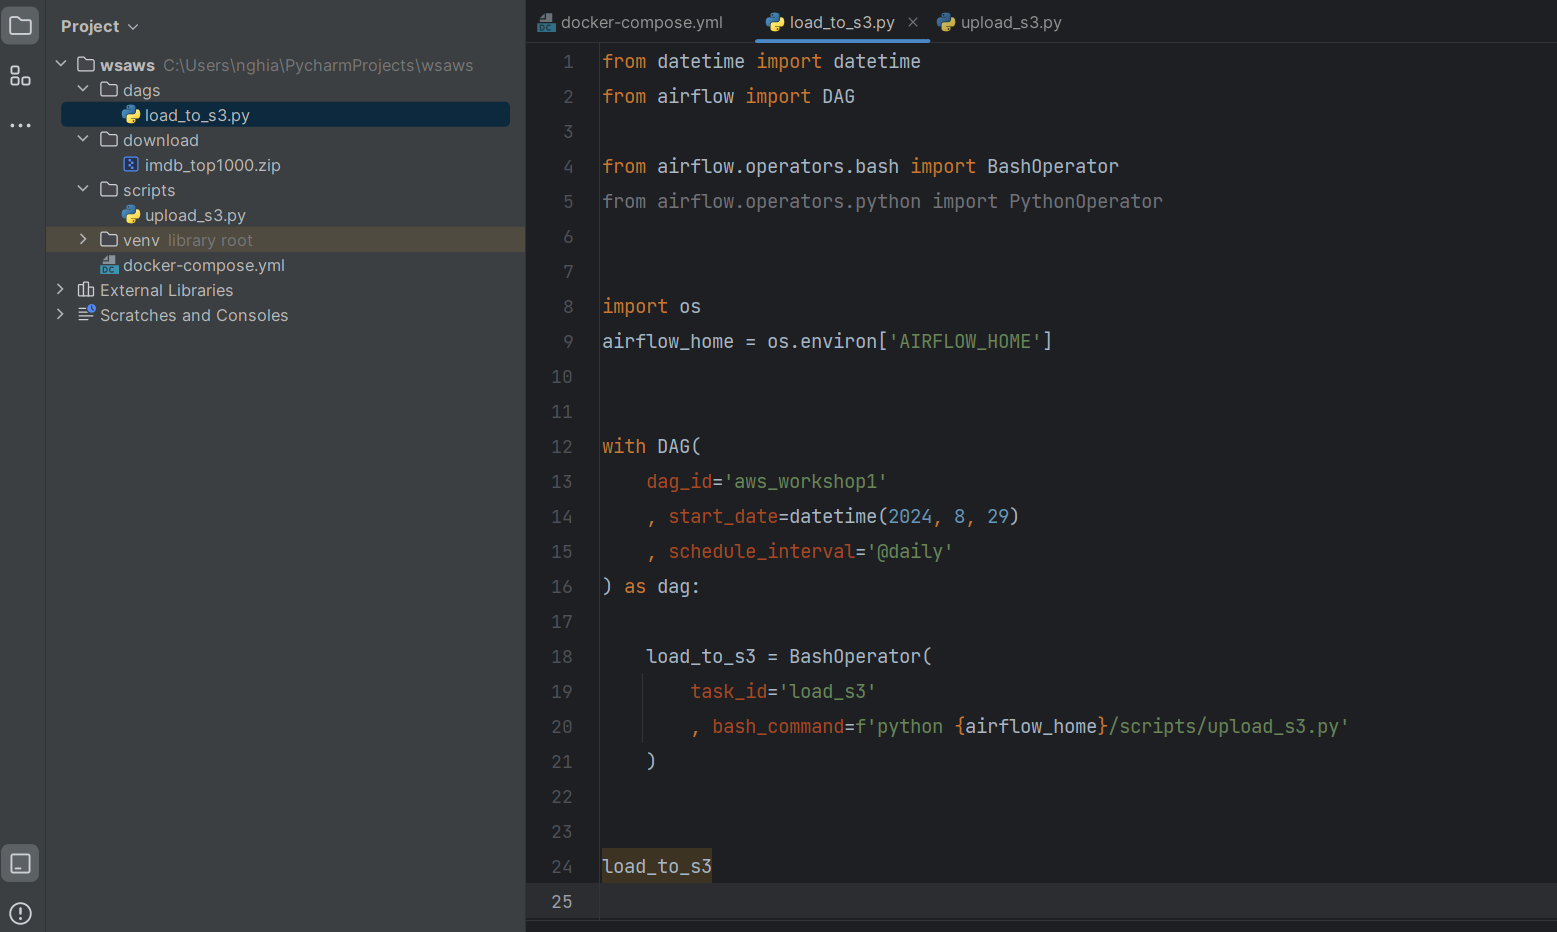 Project
wsaws C:\Users\nghia\PycharmProjects\wsaws
dags
load_to_s3.py
download
imdb_top1000.zip
scripts
upload_s3.py
venv library root
DC docker-compose.yml
External Libraries
Scratches and Consoles
DC docker-compose.yml load_to_s3.py upload_s3.py
1 from datetime import datetime
2 from airflow import DAG
3
4 from airflow.operators.bash import BashOperator
5 from airflow.operators.python import PythonOperator
6
7
8 import os
9 airflow_home = os.environ['AIRFLOW_HOME']
10
11
12 with DAG(
13     dag_id='aws_workshop1'
14     , start_date=datetime(2024, 8, 29)
15     , schedule_interval='@daily'
16 ) as dag:
17
18     load_to_s3 = BashOperator(
19         task_id='load_s3'
20         , bash_command=f'python {airflow_home}/scripts/upload_s3.py'
21     )
22
23
24 load_to_s3
25